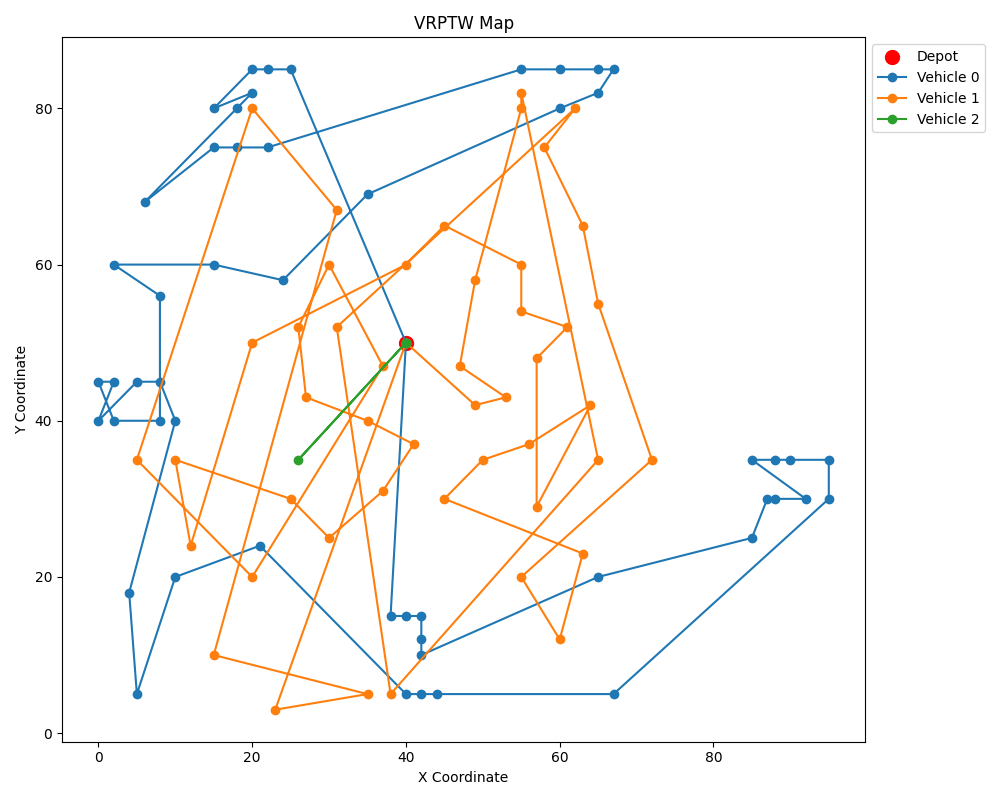 VRPTW Map
Depot
Vehicle 0
Vehicle 1
Vehicle 2
Y Coordinate
80
60
40
20
0
0 20 40 60 80
X Coordinate